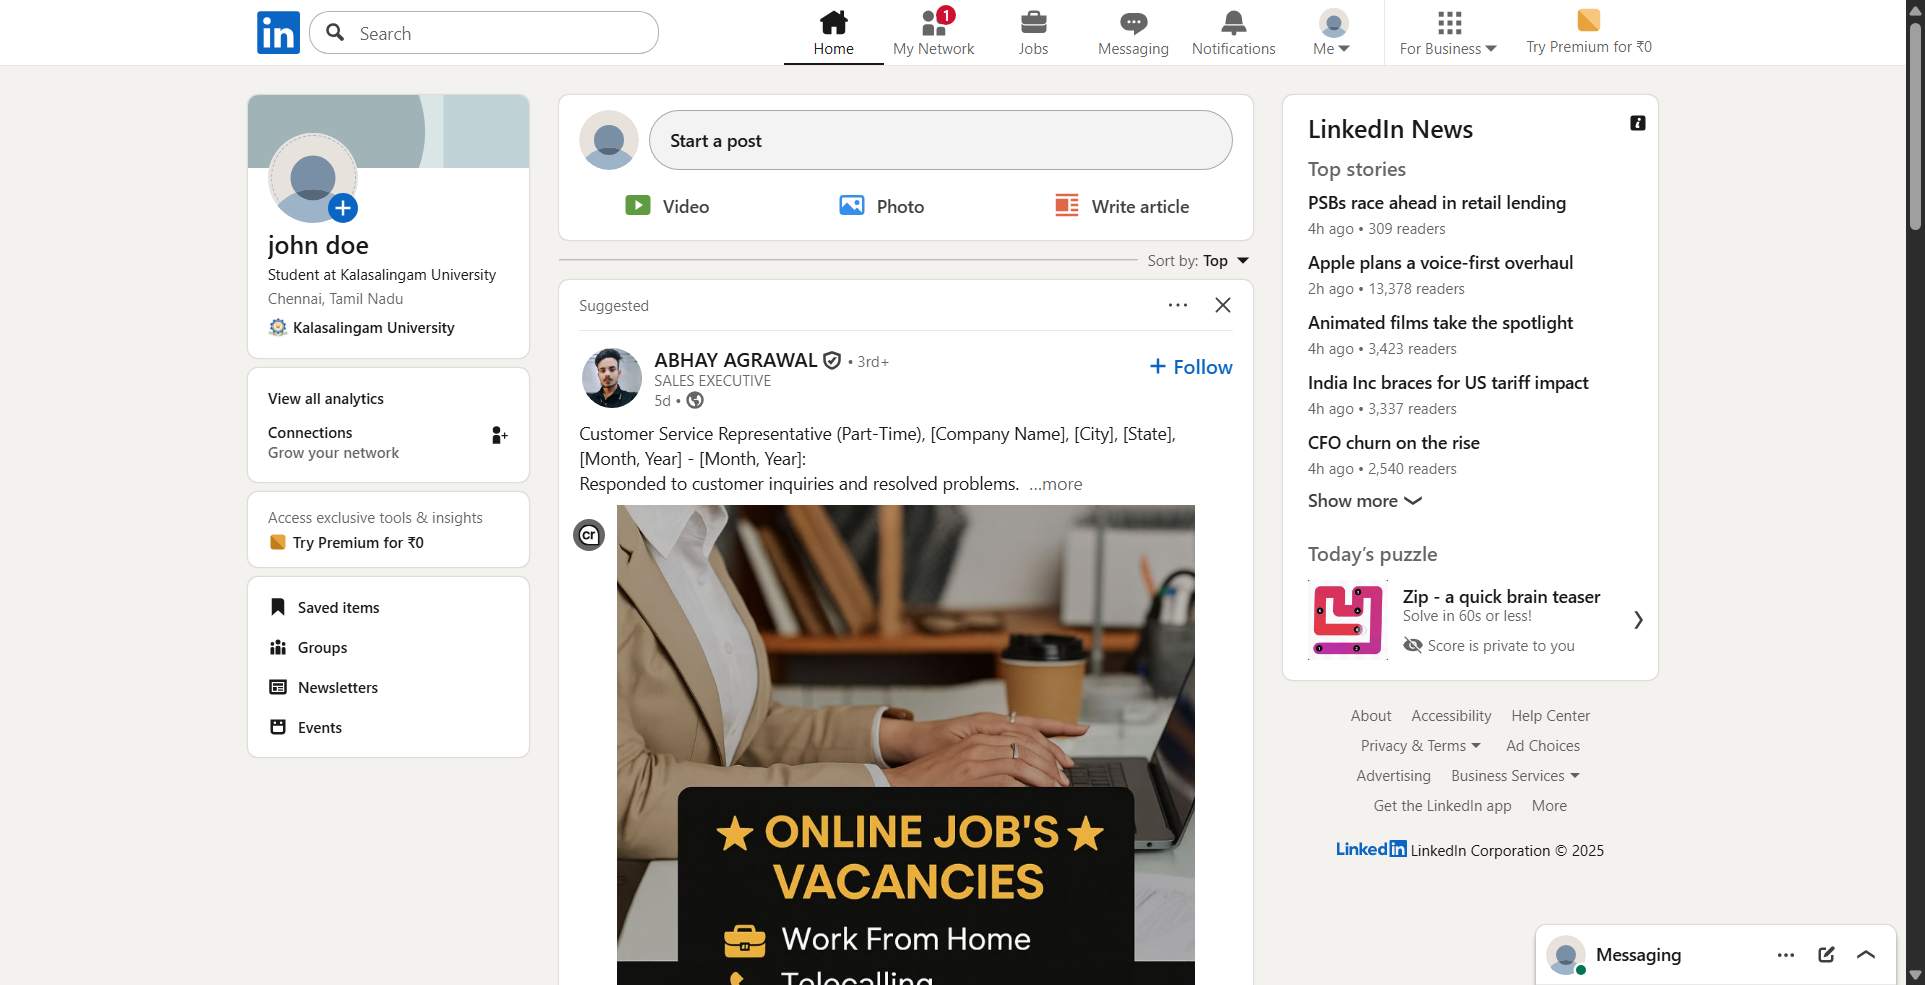 in
Search
Home
1
My Network
Jobs
Messaging
Notifications
Me
For Business
Try Premium for ₹0
john doe
Student at Kalasalingam University
Chennai, Tamil Nadu
Kalasalingam University
View all analytics
Connections
Grow your network
Access exclusive tools & insights
Try Premium for ₹0
Saved items
Groups
Newsletters
Events
Start a post
Video
Photo
Write article
Sort by: Top
Suggested
ABHAY AGRAWAL • 3rd+
SALES EXECUTIVE
5d •
Follow
Customer Service Representative (Part-Time), [Company Name], [City], [State],
[Month, Year] - [Month, Year]:
Responded to customer inquiries and resolved problems. ...more
cr
★ ONLINE JOB'S ★
VACANCIES
Work From Home
Telecalling
LinkedIn News
Top stories
PSBs race ahead in retail lending
4h ago • 309 readers
Apple plans a voice-first overhaul
2h ago • 13,378 readers
Animated films take the spotlight
4h ago • 3,423 readers
India Inc braces for US tariff impact
4h ago • 3,337 readers
CFO churn on the rise
4h ago • 2,540 readers
Show more
Today’s puzzle
Zip - a quick brain teaser
Solve in 60s or less!
Score is private to you
About Accessibility Help Center
Privacy & Terms Ad Choices
Advertising Business Services
Get the LinkedIn app More
LinkedIn LinkedIn Corporation © 2025
Messaging